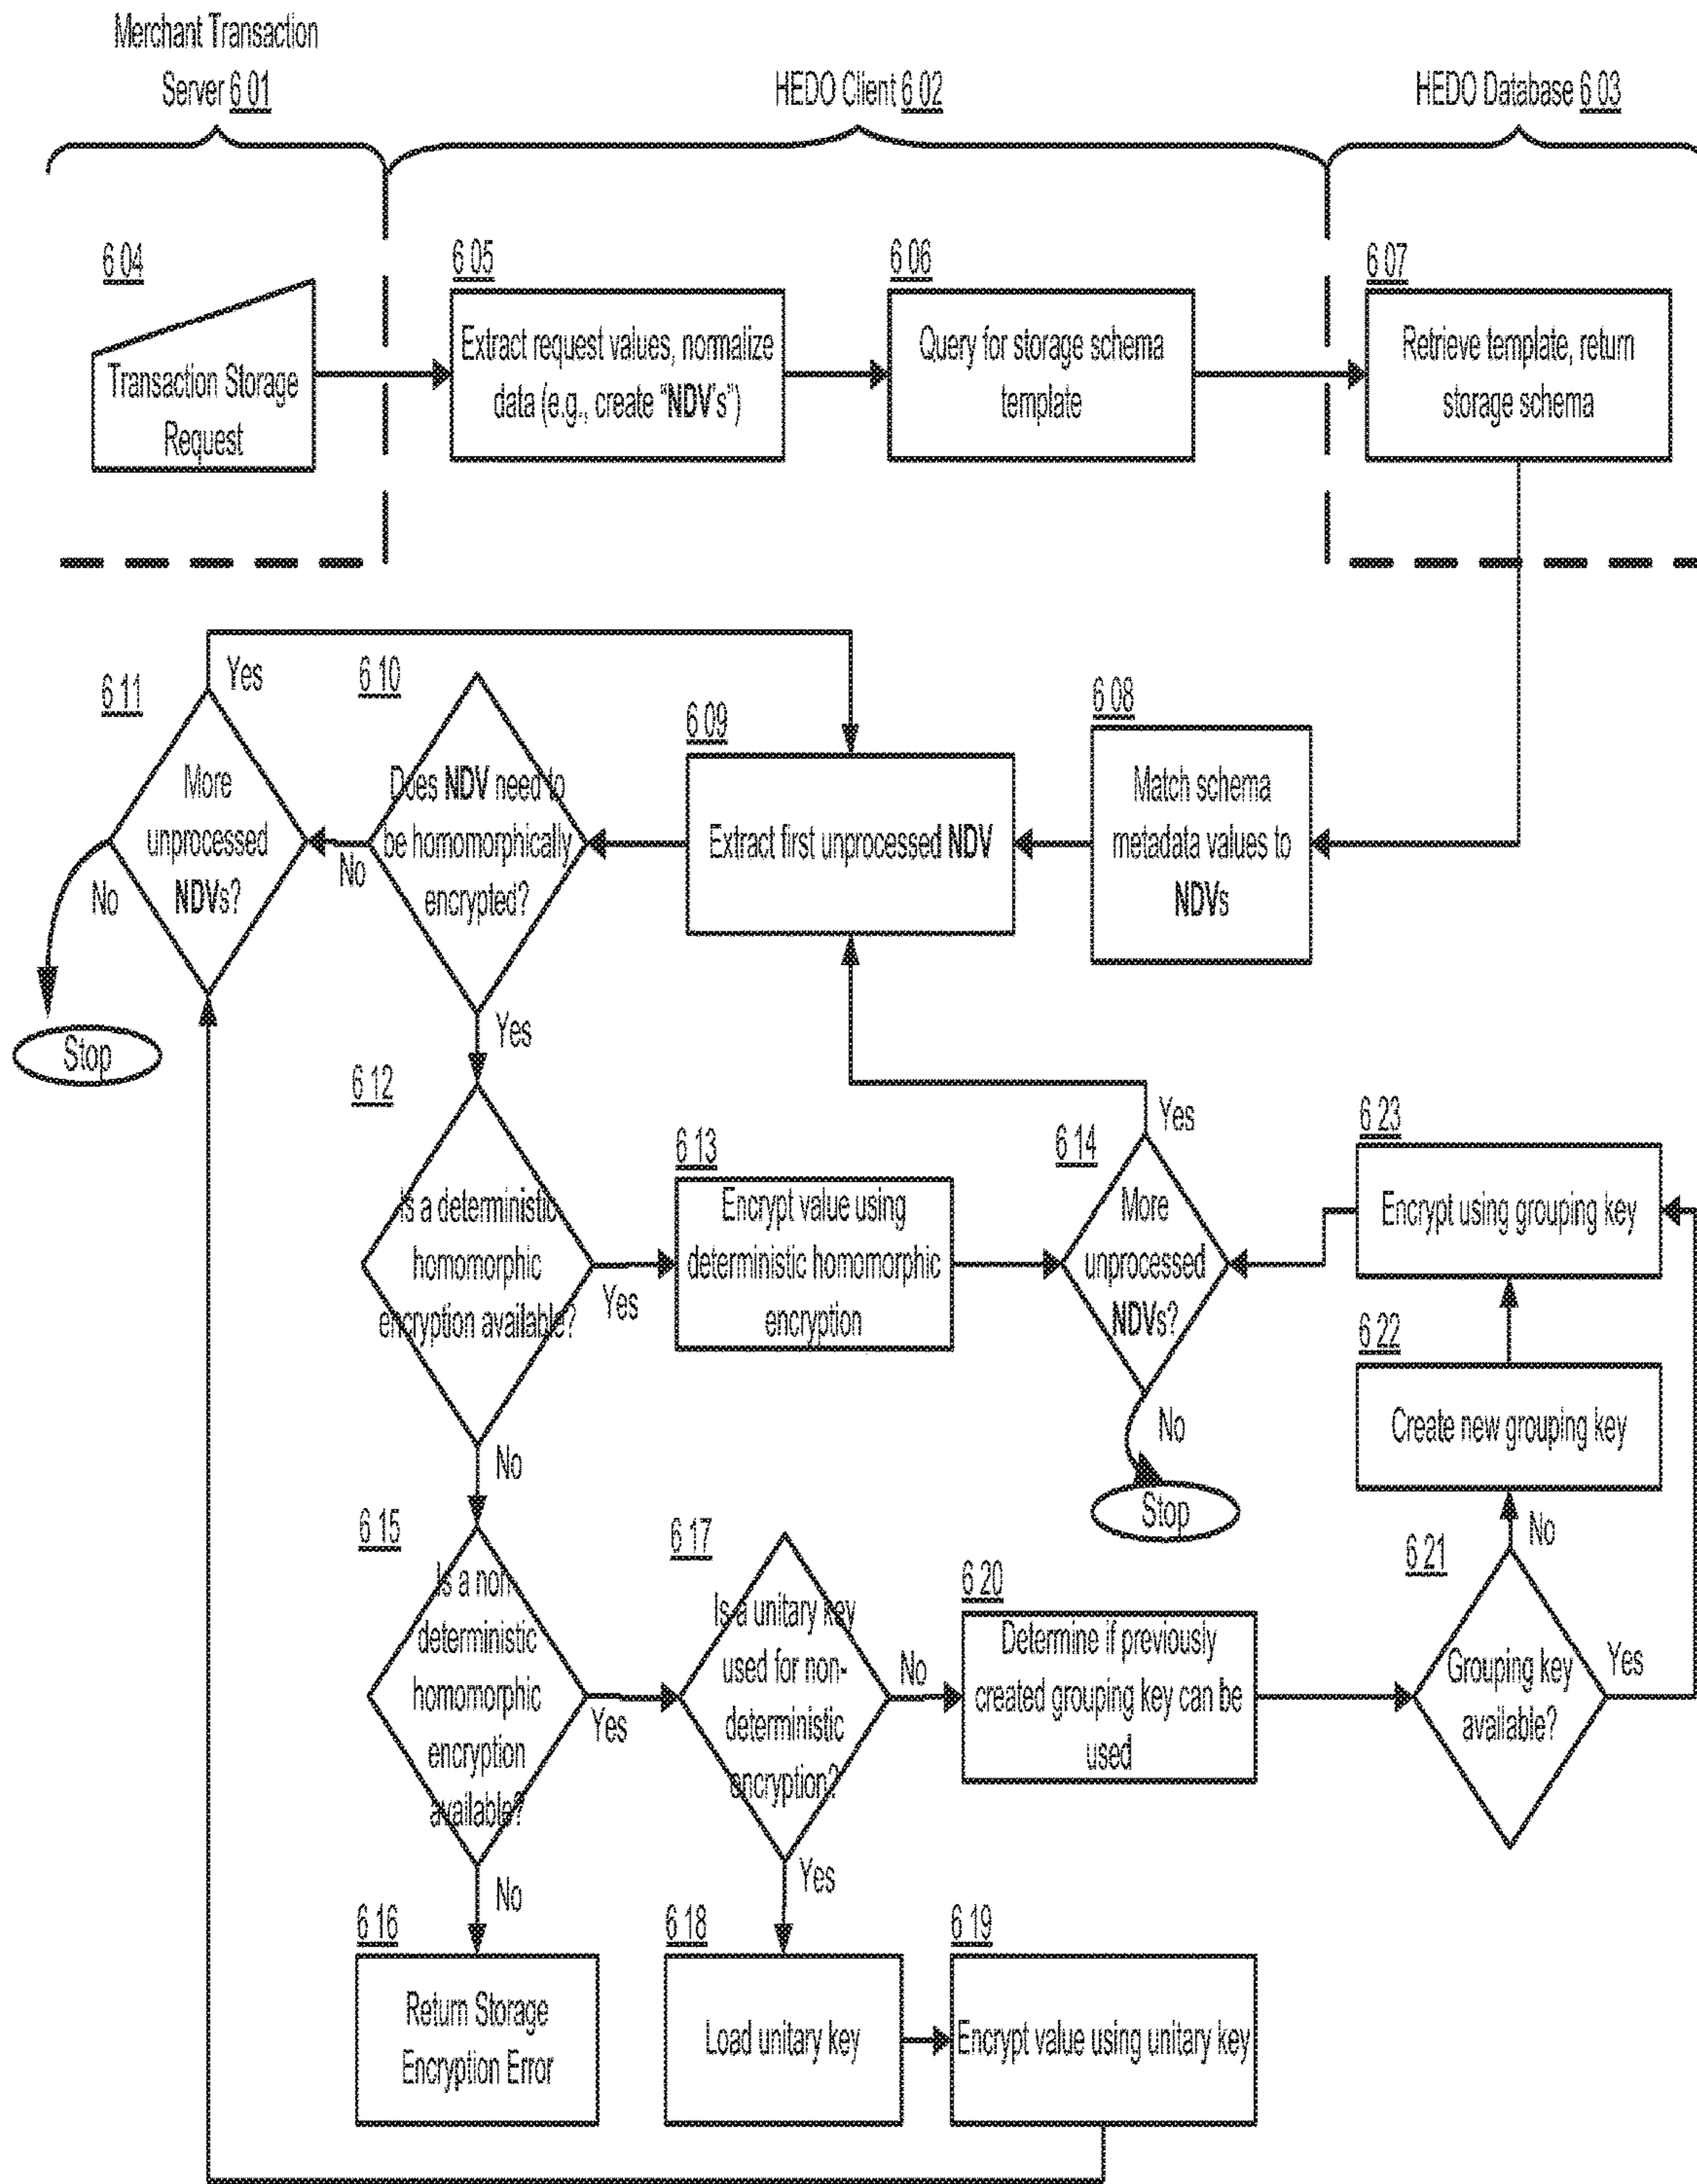 Merchant Transaction
Server 6 01
HEDO Client 6 02
HEDO Database 6 03
6 04
Transaction Storage
Request
6 05
Extract request values, normalize
data (e.g., create "NDV's")
6 06
Query for storage schema
template
6 07
Retrieve template, return
storage schema
6 11
Yes
More
unprocessed
NDVs?
No
Stop
6 10
Does NDV need to
be homomorphically
encrypted?
No
Yes
6 09
Extract first unprocessed NDV
6 08
Match schema
metadata values to
NDVs
6 12
Is a deterministic
homomorphic
encryption available?
Yes
No
6 13
Encrypt value using
deterministic homomorphic
encryption
6 14
Yes
More
unprocessed
NDVs?
No
Stop
6 23
Encrypt using grouping key
6 22
Create new grouping key
No
6 21
Grouping key
available?
Yes
6 15
Is a non
deterministic
homomorphic
encryption
available?
Yes
No
6 17
Is a unitary key
used for non-
deterministic
encryption?
No
Yes
6 20
Determine if previously
created grouping key can be
used
6 16
Return Storage
Encryption Error
6 18
Load unitary key
6 19
Encrypt value using unitary key